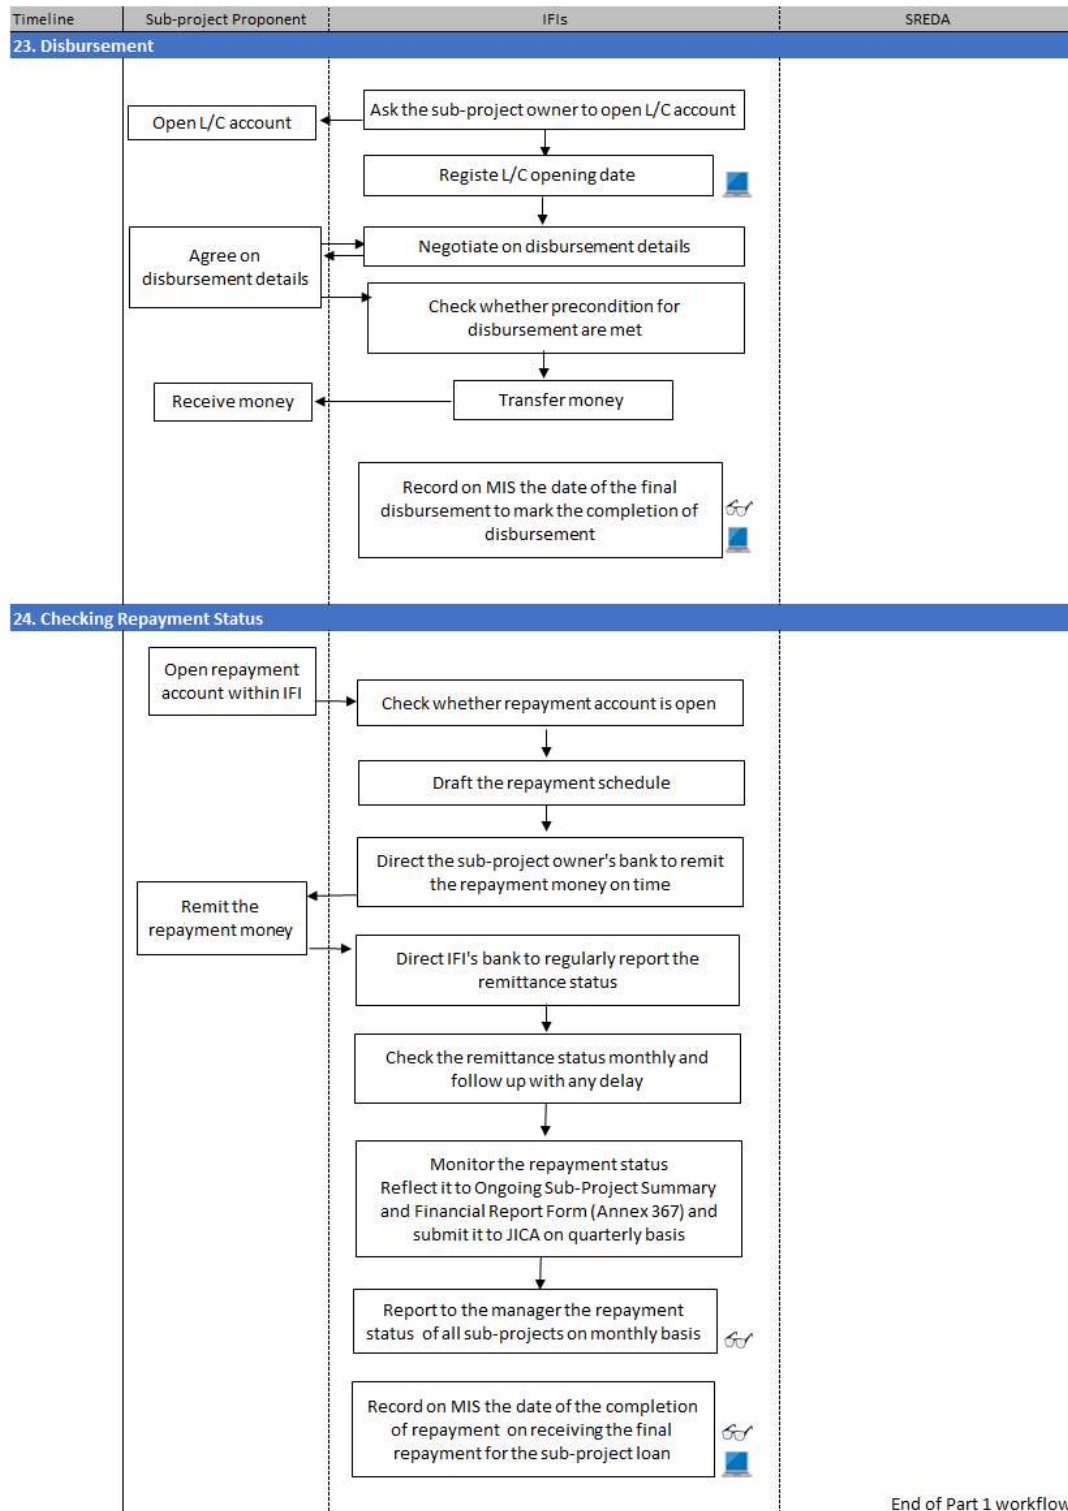 Timeline
Sub-project Proponent
IFIs
SREDA
23. Disbursement
Ask the sub-project owner to open L/C account
Open L/C account
Registe L/C opening date
Negotiate on disbursement details
Agree on
disbursement details
Check whether precondition for
disbursement are met
Transfer money
Receive money
Record on MIS the date of the final
disbursement to mark the completion of
disbursement
24. Checking Repayment Status
Open repayment
account within IFI
Check whether repayment account is open
Draft the repayment schedule
Direct the sub-project owner's bank to remit
the repayment money on time
Remit the
repayment money
Direct IFI's bank to regularly report the
remittance status
Check the remittance status monthly and
follow up with any delay
Monitor the repayment status
Reflect it to Ongoing Sub-Project Summary
and Financial Report Form (Annex 367) and
submit it to JICA on quarterly basis
Report to the manager the repayment
status of all sub-projects on monthly basis
Record on MIS the date of the completion
of repayment on receiving the final
repayment for the sub-project loan
End of Part 1 workflow